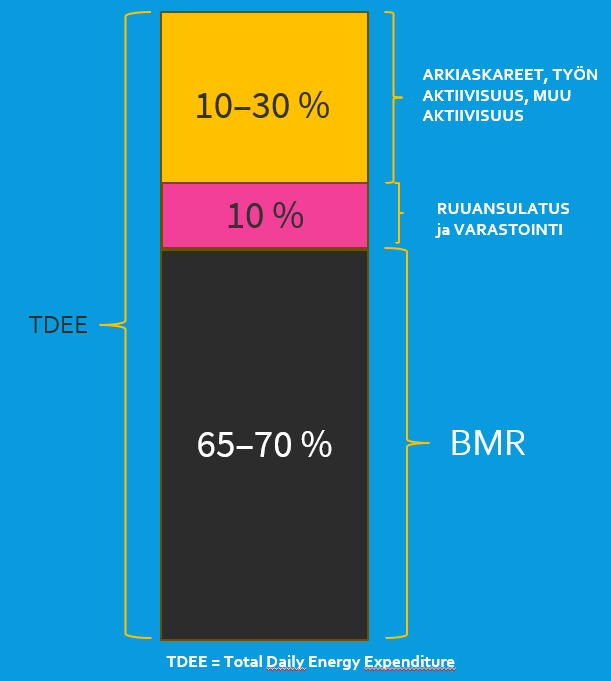 10–30 %
ARKIASKAREET, TYÖN
AKTIIVISUUS, MUU
AKTIIVISUUS
10 %
RUUANSULATUS
ja VARASTOINTI
TDEE
65–70 %
BMR
TDEE = Total Daily Energy Expenditure